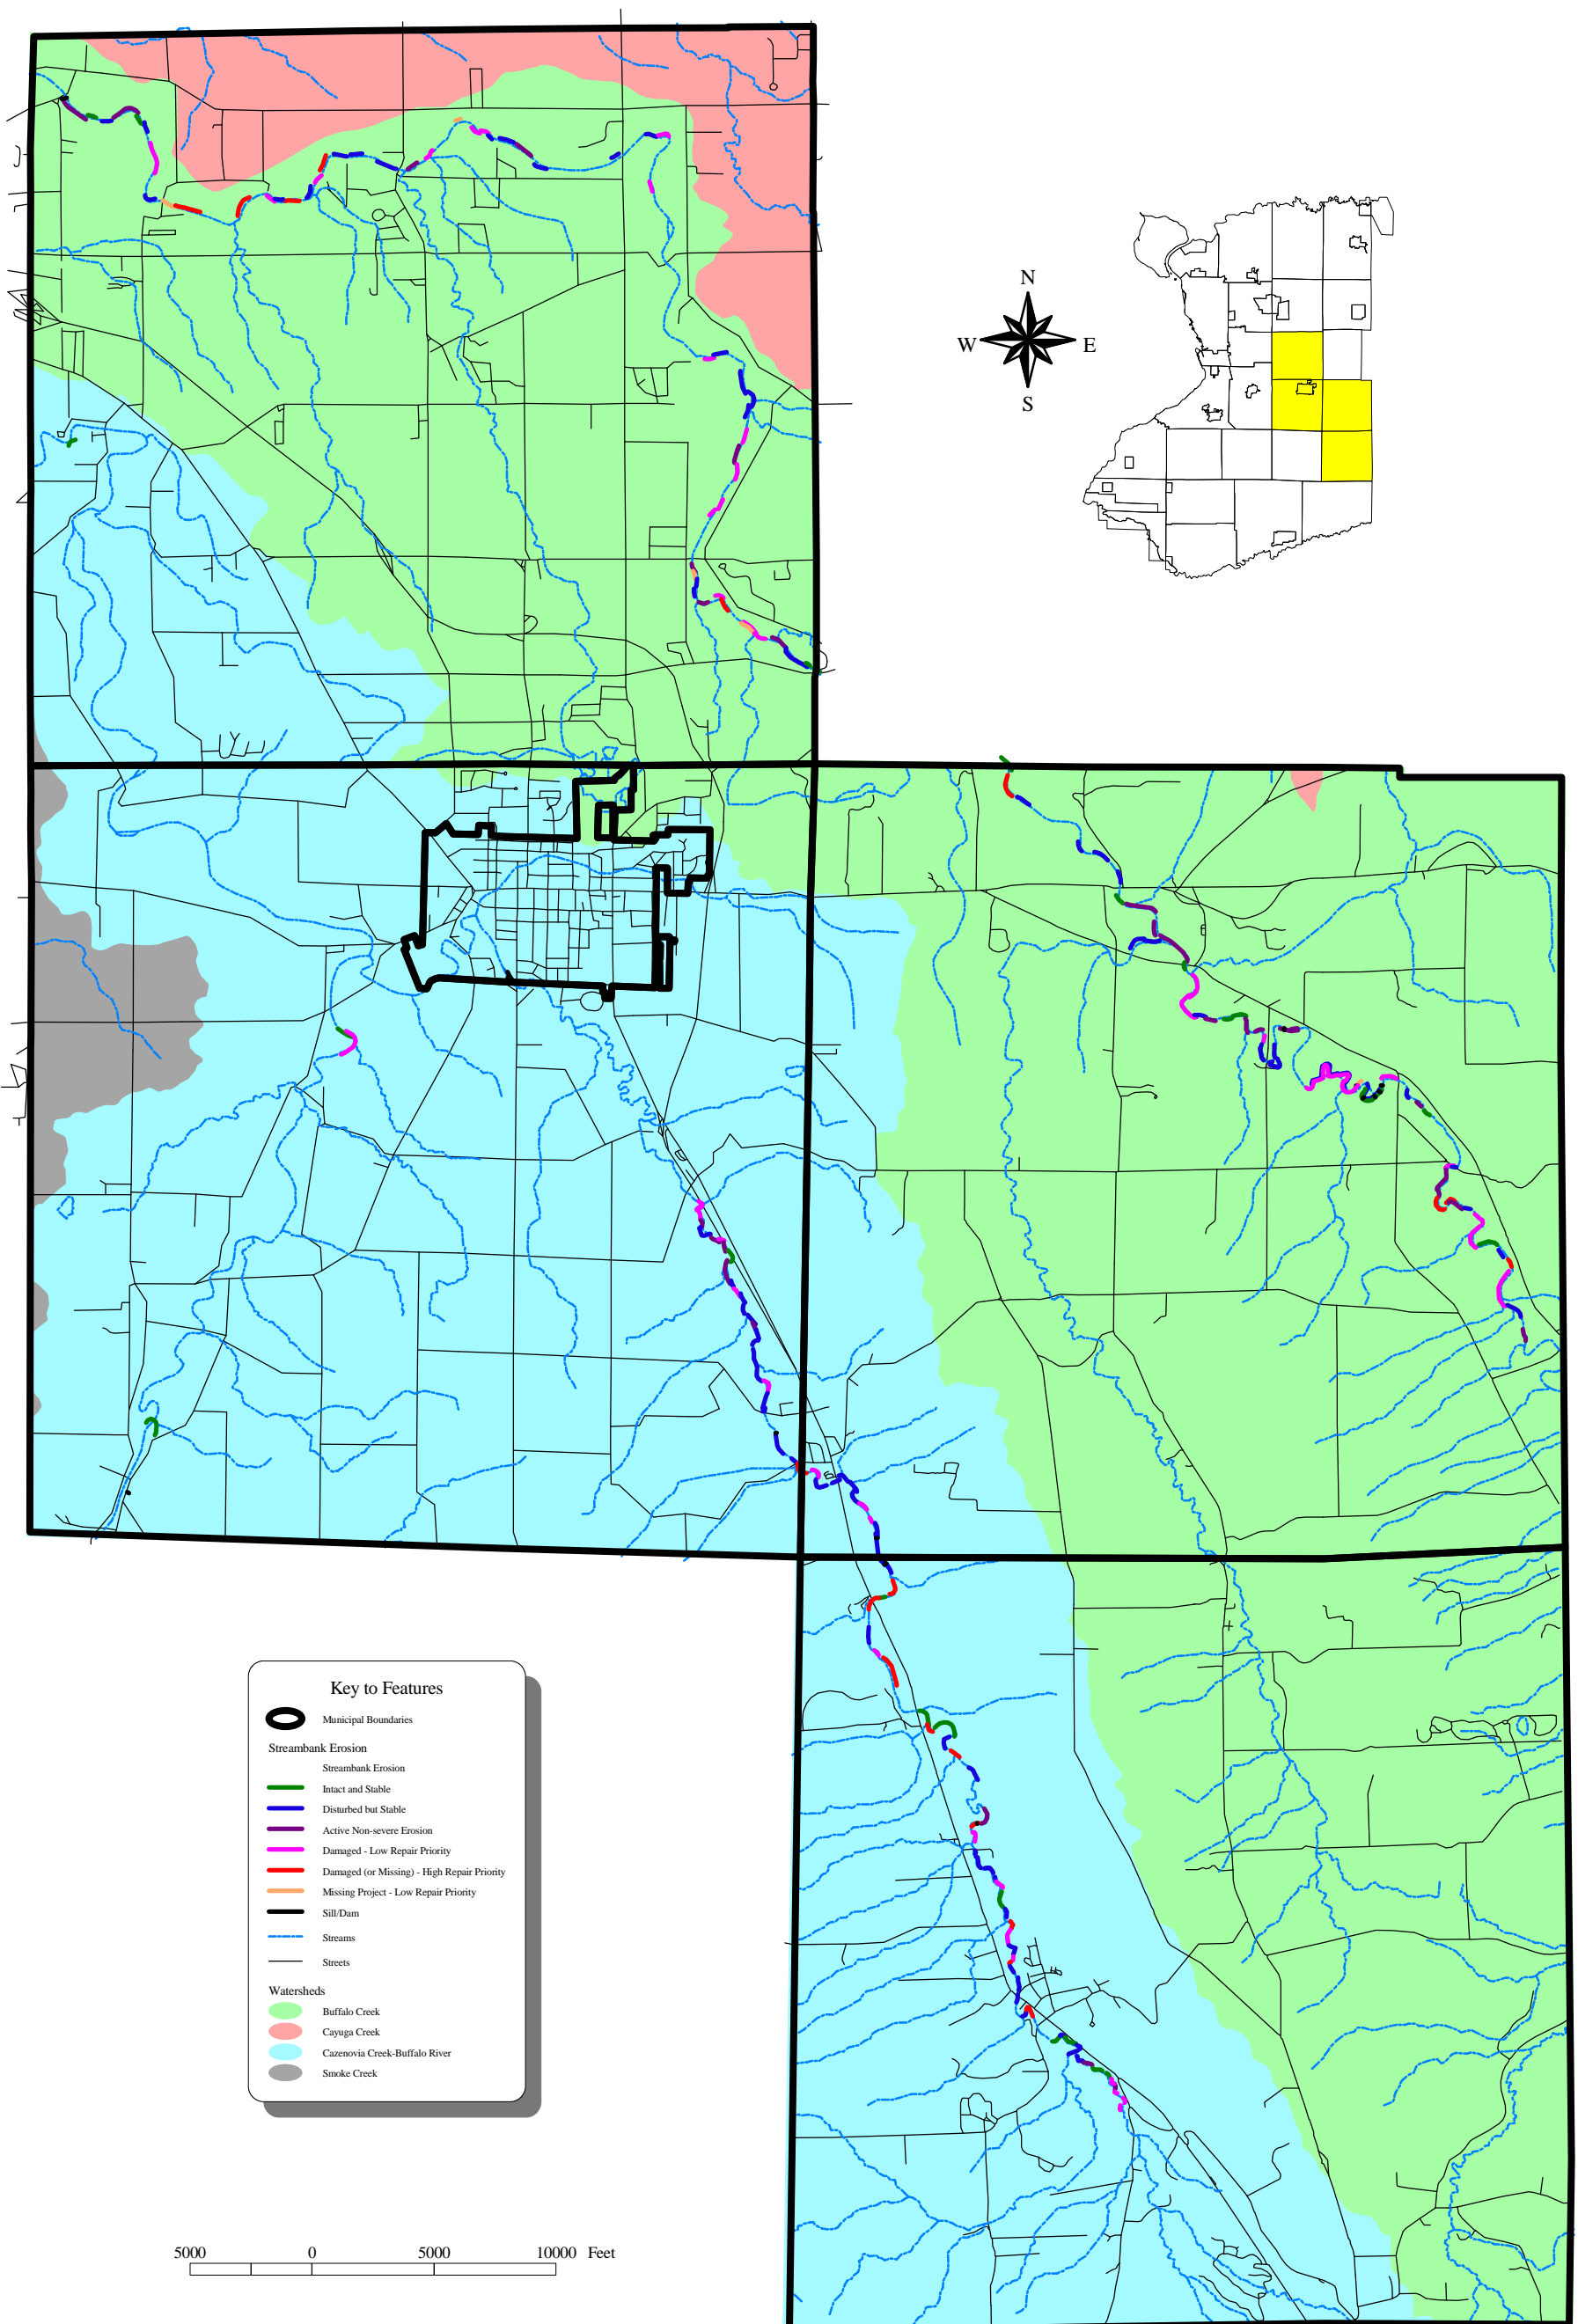 N
W E
S
Key to Features
Municipal Boundaries
Streambank Erosion
Streambank Erosion
Intact and Stable
Disturbed but Stable
Active Non-severe Erosion
Damaged - Low Repair Priority
Damaged (or Missing) - High Repair Priority
Missing Project - Low Repair Priority
Sill/Dam
Streams
Streets
Watersheds
Buffalo Creek
Cayuga Creek
Cazenovia Creek-Buffalo River
Smoke Creek
5000 0 5000 10000 Feet